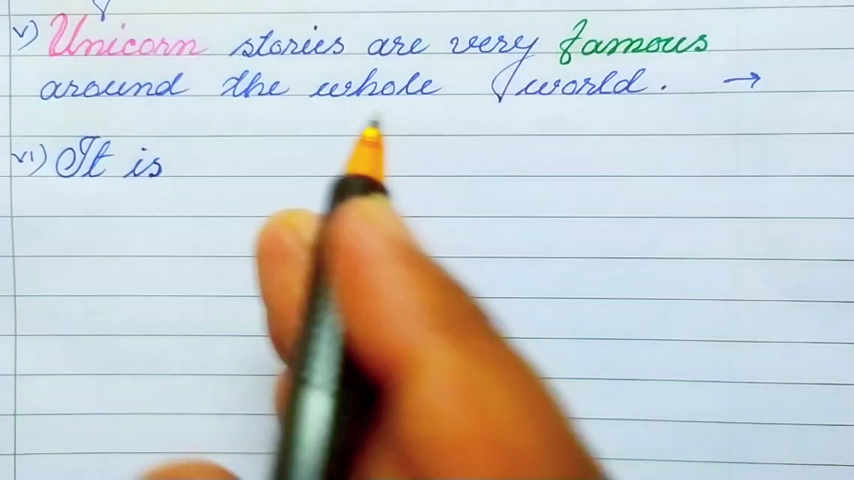 v) Unicorn stories are very famous
around the whole world. →
vi) It is